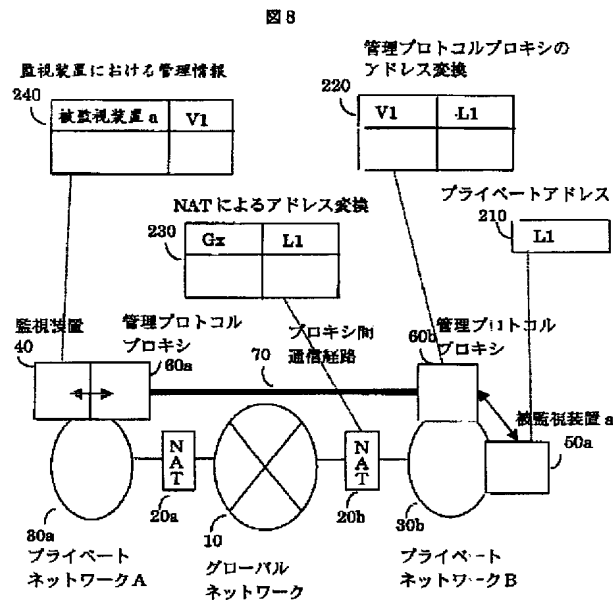 図8
監視装置における管理情報
240
被監視装置a V1
管理プロトコルプロキシの
アドレス変換
220
V1 L1
NATによるアドレス変換
230
Gx L1
プライベートアドレス
210
L1
監視装置
40
管理プロトコル
プロキシ
60a
プロキシ間
通信経路
70
60b
管理プロトコル
プロキシ
被監視装置a
50a
NAT
20a
NAT
20b
30a
10
30b
プライベート
ネットワークA
グローバル
ネットワーク
プライベート
ネットワークB